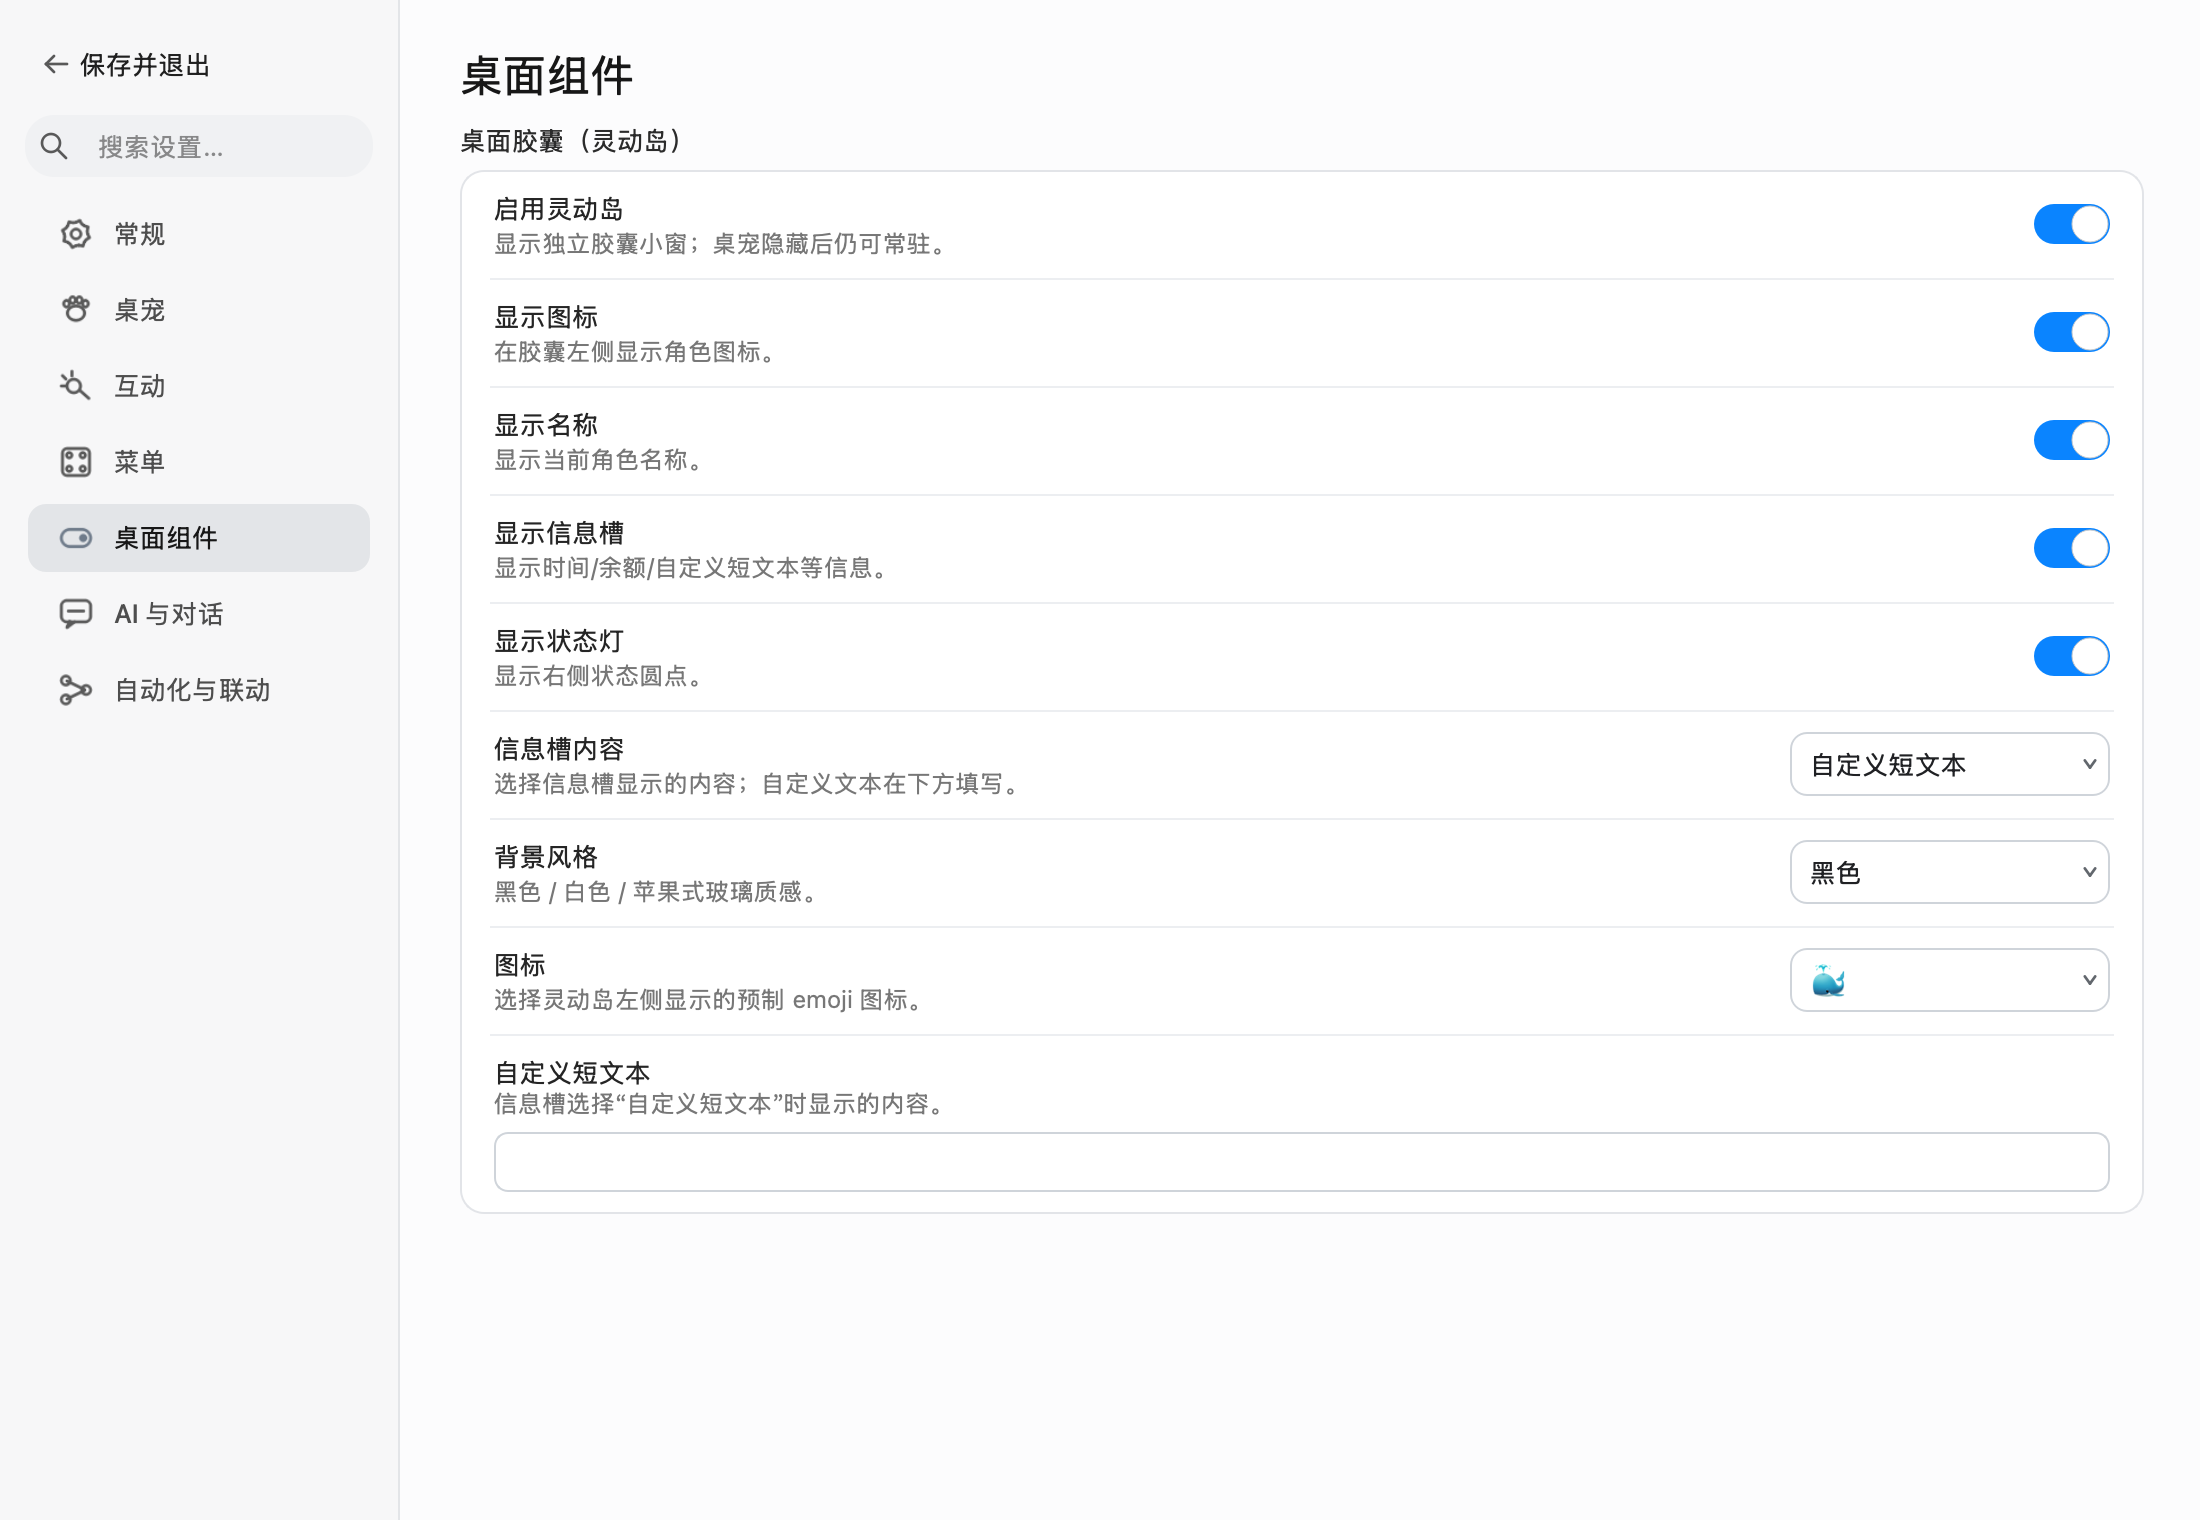 保存并退出
搜索设置...
常规
桌宠
互动
菜单
桌面组件
AI 与对话
自动化与联动
桌面组件
桌面胶囊（灵动岛）
启用灵动岛
显示独立胶囊小窗；桌宠隐藏后仍可常驻。
显示图标
在胶囊左侧显示角色图标。
显示名称
显示当前角色名称。
显示信息槽
显示时间/余额/自定义短文本等信息。
显示状态灯
显示右侧状态圆点。
信息槽内容
选择信息槽显示的内容；自定义文本在下方填写。
自定义短文本
背景风格
黑色 / 白色 / 苹果式玻璃质感。
黑色
图标
选择灵动岛左侧显示的预制 emoji 图标。
自定义短文本
信息槽选择“自定义短文本”时显示的内容。